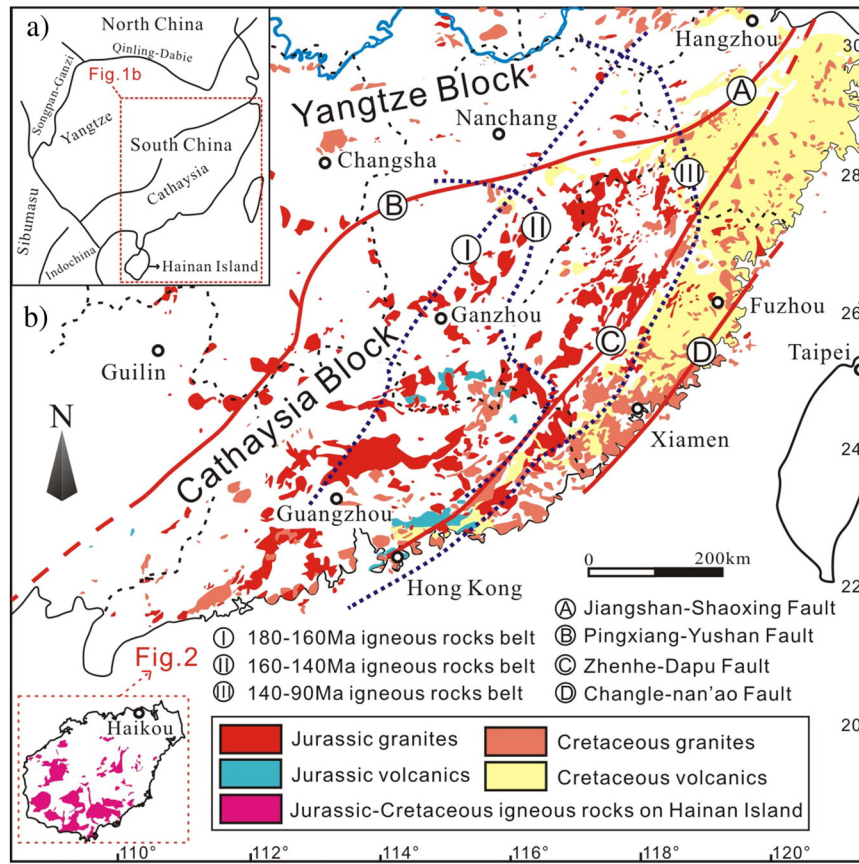 a)
North China
Qinling-Dabie
Songpan-Ganzi
Fig.1b
Yangtze
South China
Cathaysia
Sibumasu
Indochina
Hainan Island
b)
Hangzhou
30
Yangtze Block
A
Nanchang
Changsha
III
28
B
II
I
Fuzhou
Ganzhou
26
C
D
Taipei
Guilin
Cathaysia Block
N
Xiamen
24
Guangzhou
0 200km
Hong Kong
22
A Jiangshan-Shaoxing Fault
I 180-160Ma igneous rocks belt
B Pingxiang-Yushan Fault
II 160-140Ma igneous rocks belt
C Zhenhe-Dapu Fault
III 140-90Ma igneous rocks belt
D Changle-nan'ao Fault
Fig.2
Haikou
20
Jurassic granites
Cretaceous granites
Jurassic volcanics
Cretaceous volcanics
Jurassic-Cretaceous igneous rocks on Hainan Island
110° 112° 114° 116° 118° 120°